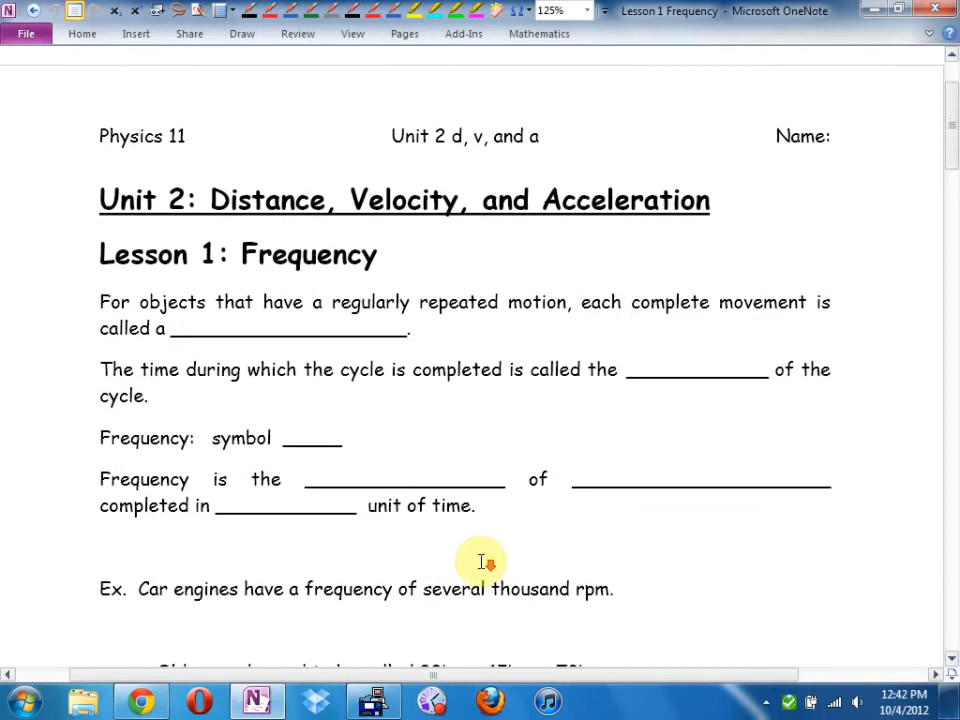 125% Lesson 1 Frequency - Microsoft OneNote
File Home Insert Share Draw Review View Pages Add-Ins Mathematics
Physics 11 Unit 2 d, v, and a Name:
Unit 2: Distance, Velocity, and Acceleration
Lesson 1: Frequency
For objects that have a regularly repeated motion, each complete movement is
called a ____________________.
The time during which the cycle is completed is called the ____________ of the
cycle.
Frequency: symbol _____
Frequency is the _________________ of ______________________
completed in ____________ unit of time.
Ex. Car engines have a frequency of several thousand rpm.
12:42 PM
10/4/2012